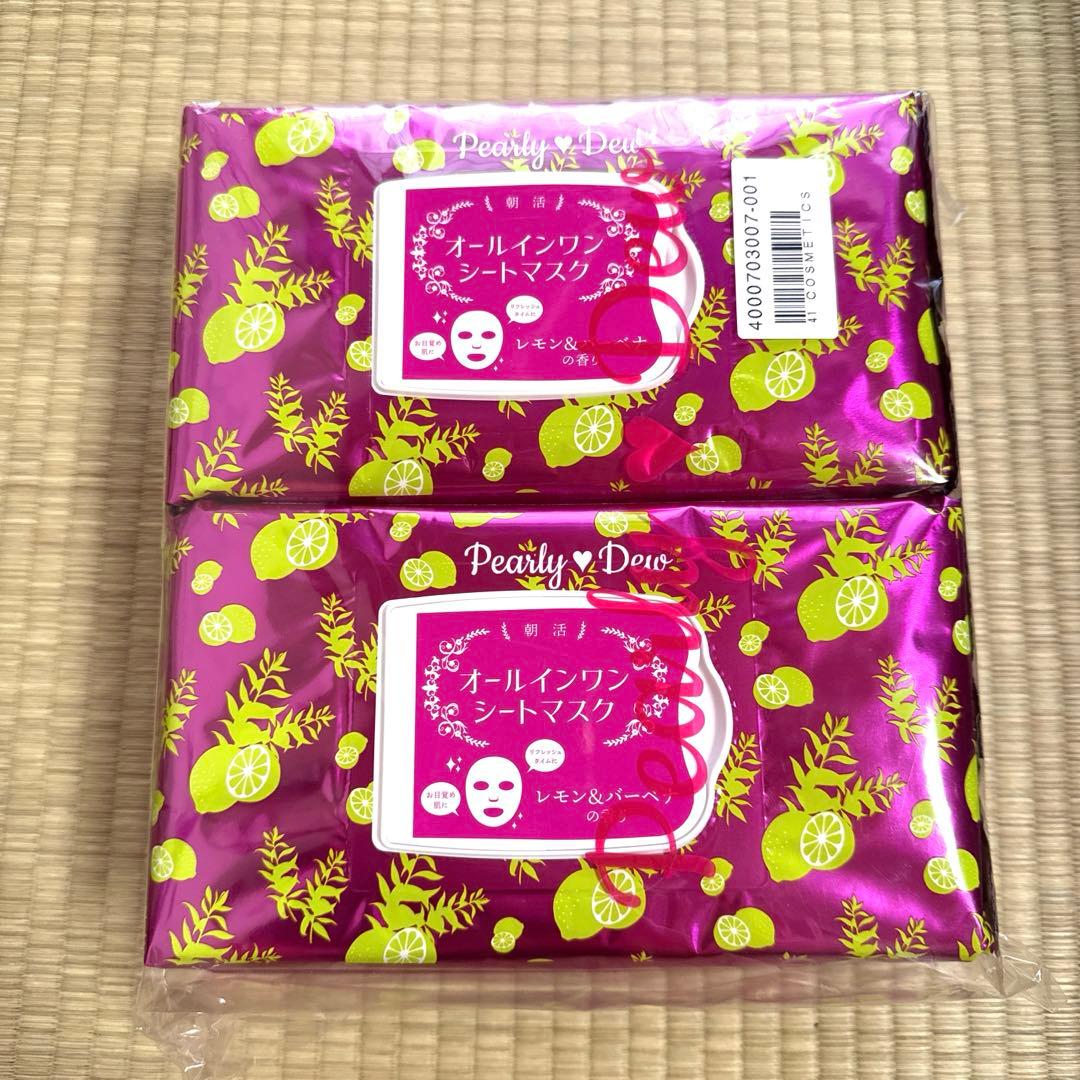 Pearly♥Dew
朝活
オールインワン
シートマスク
リフレッシュ
タイムに
お目覚め
肌に
レモン&バーベナ
の香り
4000703007-001
41 COSMETICS
Pearly♥Dew
Pearly♥Dew
朝活
オールインワン
シートマスク
リフレッシュ
タイムに
お目覚め
肌に
レモン&バーベナ
の香り